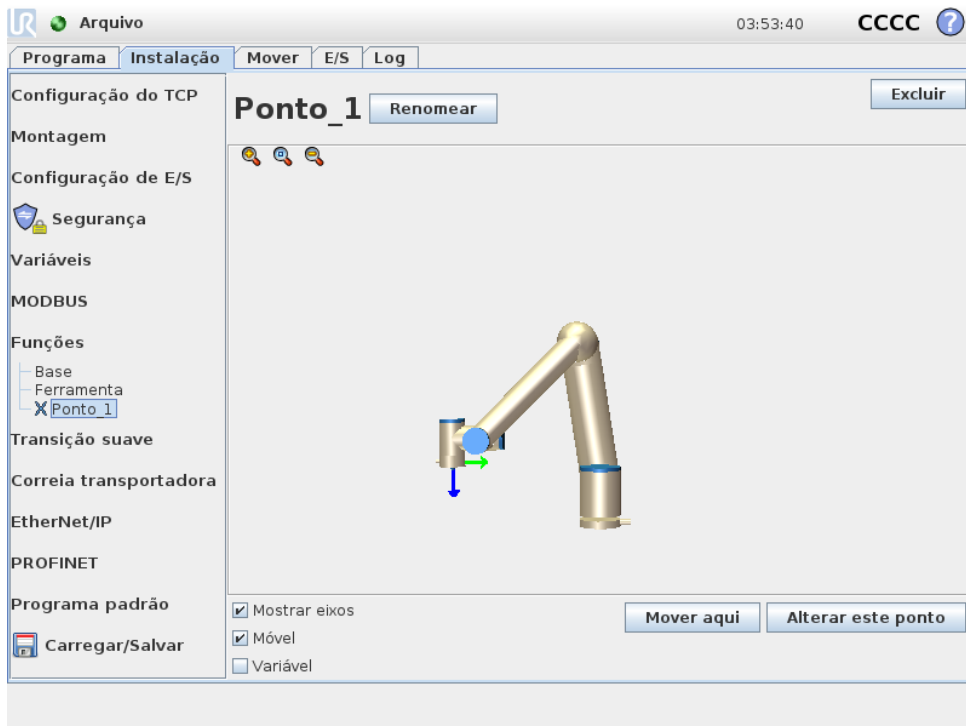 UR Arquivo 03:53:40 CCCC ?
Programa Instalação Mover E/S Log
Configuração do TCP
Montagem
Configuração de E/S
Segurança
Variáveis
MODBUS
Funções
Base
Ferramenta
Ponto_1
Transição suave
Correia transportadora
EtherNet/IP
PROFINET
Programa padrão
Carregar/Salvar
Ponto_1 Renomear Excluir
Mostrar eixos
Móvel
Variável
Mover aqui Alterar este ponto